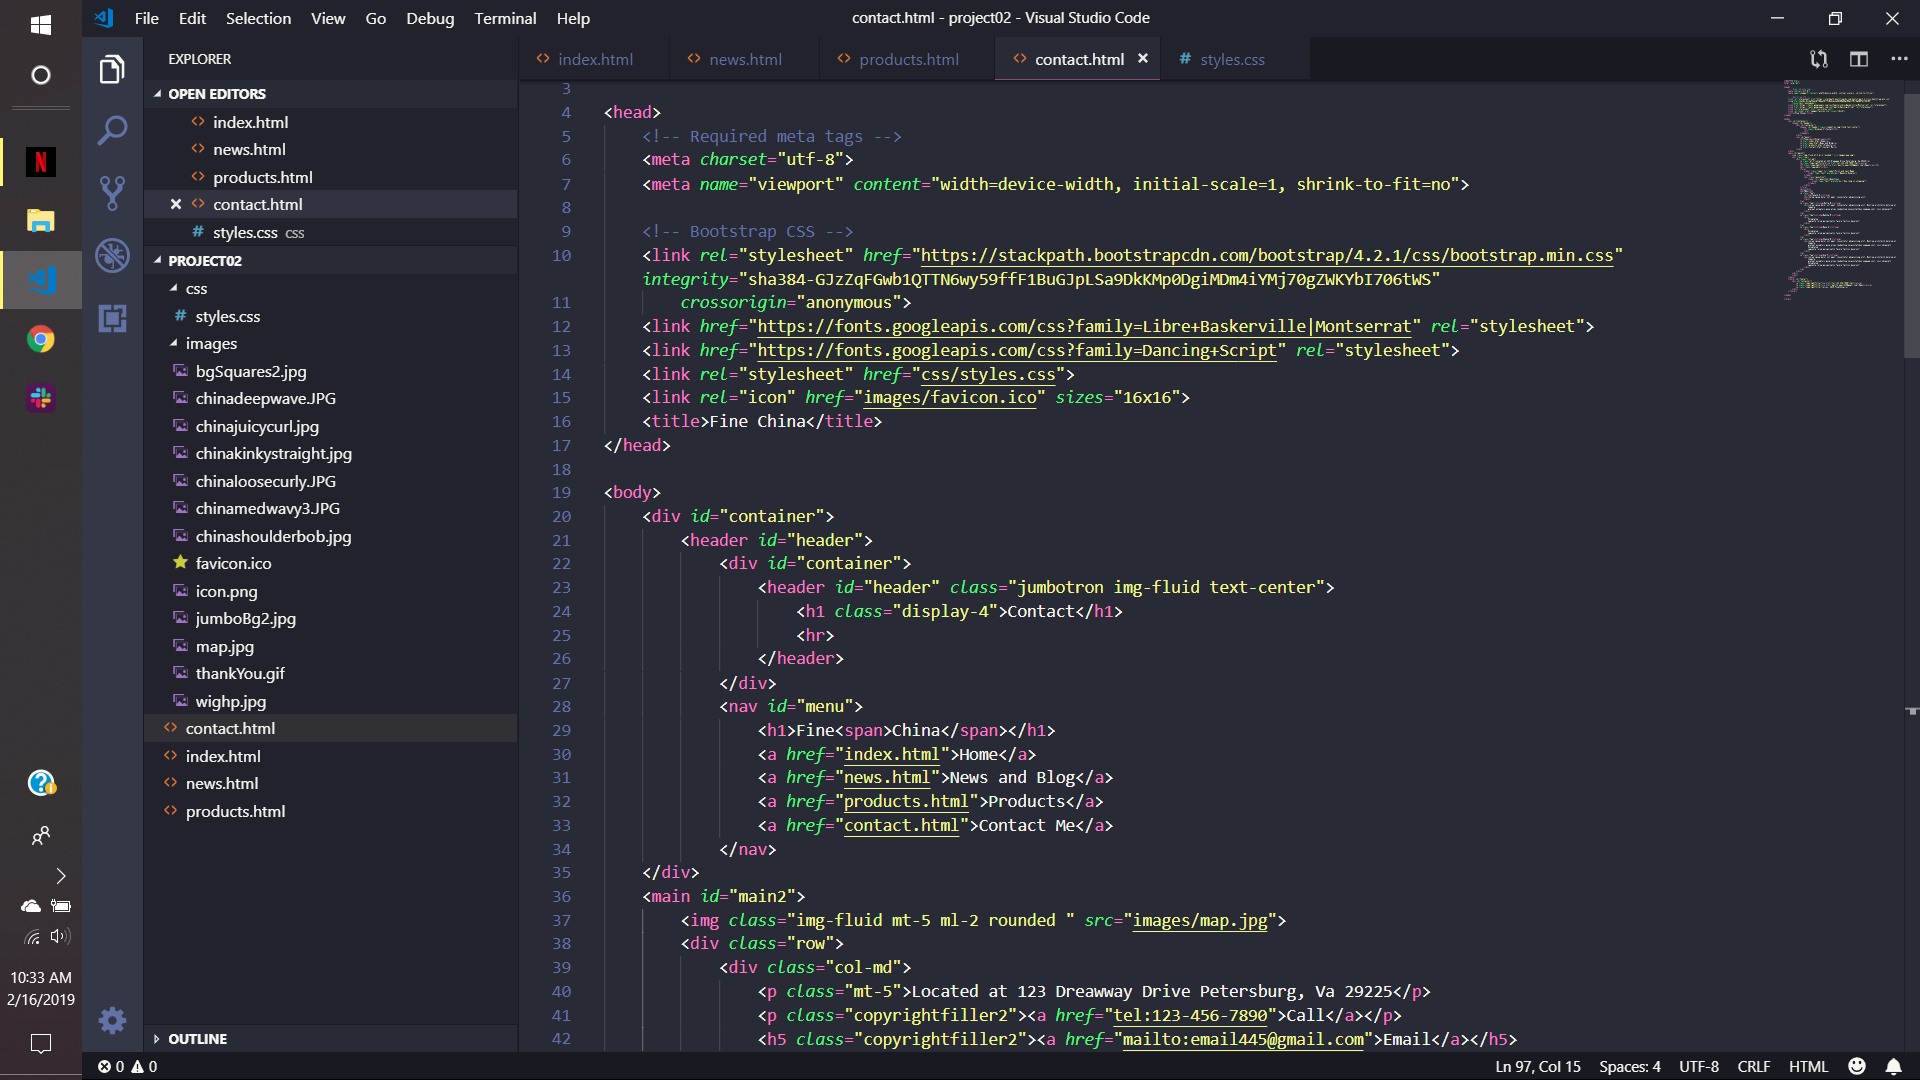 File Edit Selection View Go Debug Terminal Help
contact.html - project02 - Visual Studio Code
EXPLORER
OPEN EDITORS
index.html
news.html
products.html
contact.html
styles.css css
PROJECT02
css
styles.css
images
bgSquares2.jpg
chinadeepwave.JPG
chinajuicycurl.jpg
chinakinkystraight.jpg
chinaloosecurly.JPG
chinamedwavy3.JPG
chinashoulderbob.jpg
favicon.ico
icon.png
jumboBg2.jpg
map.jpg
thankYou.gif
wighp.jpg
contact.html
index.html
news.html
products.html
OUTLINE
index.html news.html products.html contact.html styles.css
3
4 <head>
5 <!-- Required meta tags -->
6 <meta charset="utf-8">
7 <meta name="viewport" content="width=device-width, initial-scale=1, shrink-to-fit=no">
8
9 <!-- Bootstrap CSS -->
10 <link rel="stylesheet" href="https://stackpath.bootstrapcdn.com/bootstrap/4.2.1/css/bootstrap.min.css"
integrity="sha384-GJzZqFGwb1QTTN6wy59ffF1BuGJpLSa9DkKMp0DgiMDm4iYMj70gZWKYbI706tWS"
11 crossorigin="anonymous">
12 <link href="https://fonts.googleapis.com/css?family=Libre+Baskerville|Montserrat" rel="stylesheet">
13 <link href="https://fonts.googleapis.com/css?family=Dancing+Script" rel="stylesheet">
14 <link rel="stylesheet" href="css/styles.css">
15 <link rel="icon" href="images/favicon.ico" sizes="16x16">
16 <title>Fine China</title>
17 </head>
18
19 <body>
20 <div id="container">
21 <header id="header">
22 <div id="container">
23 <header id="header" class="jumbotron img-fluid text-center">
24 <h1 class="display-4">Contact</h1>
25 <hr>
26 </header>
27 </div>
28 <nav id="menu">
29 <h1>Fine<span>China</span></h1>
30 <a href="index.html">Home</a>
31 <a href="news.html">News and Blog</a>
32 <a href="products.html">Products</a>
33 <a href="contact.html">Contact Me</a>
34 </nav>
35 </div>
36 <main id="main2">
37 <img class="img-fluid mt-5 ml-2 rounded " src="images/map.jpg">
38 <div class="row">
39 <div class="col-md">
40 <p class="mt-5">Located at 123 Dreawway Drive Petersburg, Va 29225</p>
41 <p class="copyrightfiller2"><a href="tel:123-456-7890">Call</a></p>
42 <h5 class="copyrightfiller2"><a href="mailto:email445@gmail.com">Email</a></h5>
10:33 AM
2/16/2019
0 0
Ln 97, Col 15 Spaces: 4 UTF-8 CRLF HTML